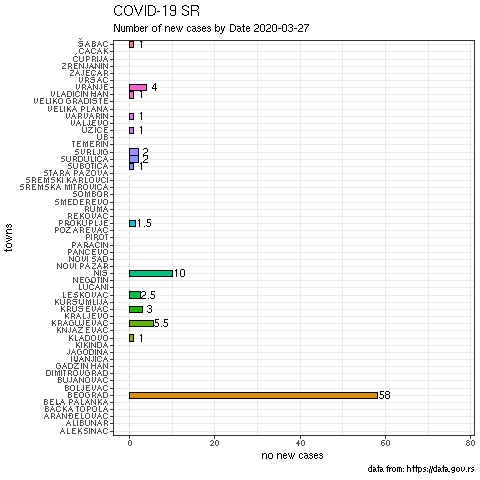 COVID-19 SR
Number of new cases by Date 2020-03-27
ŠABAC 1
ČAČAK
ĆUPRIJA
ZRENJANIN
ZAJEČAR
VRŠAC
VRANJE 4
VLADIČIN HAN 1
VELIKO GRADIŠTE
VELIKA PLANA
VARVARIN 1
VALJEVO
UŽICE 1
UB
TEMERIN
SVRLJIG 2
SURDULICA 2
SUBOTICA 1
STARA PAZOVA
SREMSKI KARLOVCI
SREMSKA MITROVICA
SOMBOR
SMEDEREVO
RUMA
REKOVAC
PROKUPLJE 1.5
POŽAREVAC
PIROT
PARAĆIN
PANČEVO
NOVI SAD
NOVI PAZAR
NIŠ 10
NEGOTIN
LUČANI
LESKOVAC 2.5
KURŠUMLIJA
KRUŠEVAC 3
KRALJEVO
KRAGUJEVAC 5.5
KNJAŽEVAC
KLADOVO 1
KIKINDA
JAGODINA
IVANJICA
GADŽIN HAN
DIMITROVGRAD
BUJANOVAC
BOLJEVAC
BEOGRAD 58
BELA PALANKA
BAČKA TOPOLA
ARANĐELOVAC
ALIBUNAR
ALEKSINAC
towns
0 20 40 60 80
no new cases
data from: https://data.gov.rs